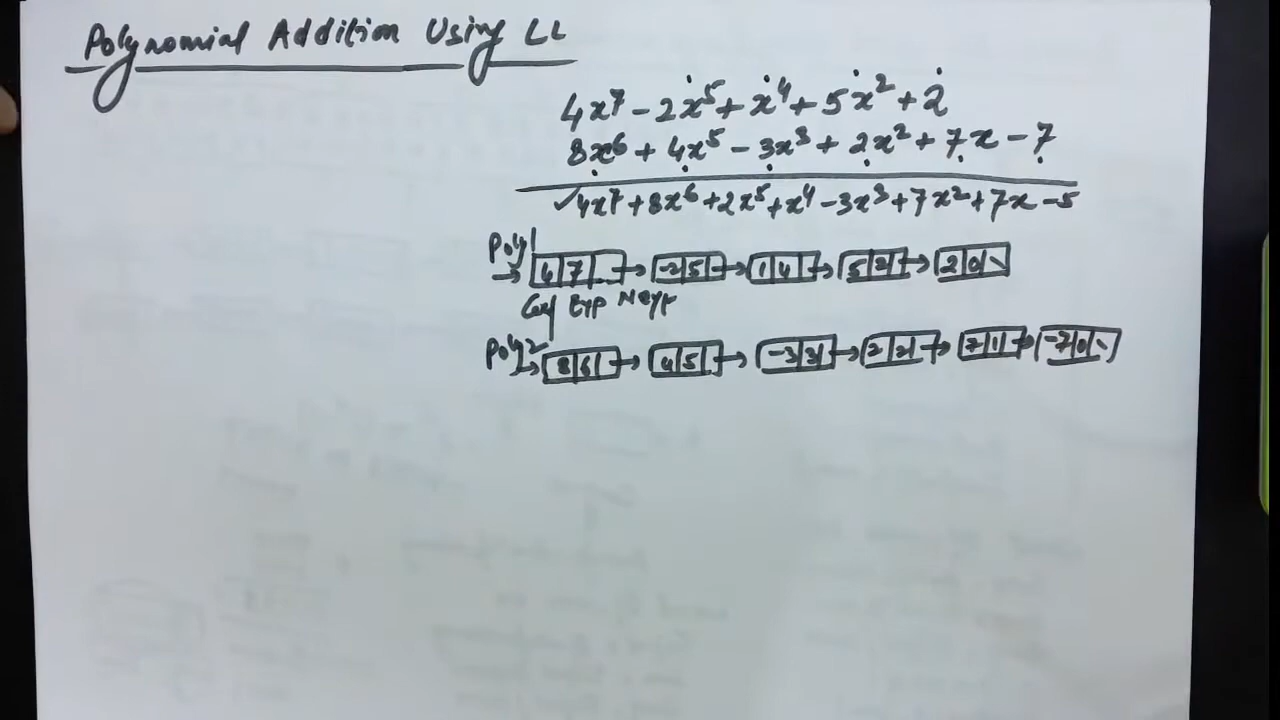 Polynomial Addition Using LL
4x⁷ - 2x⁵ + x⁴ + 5x² + 2
8x⁶ + 4x⁵ - 3x³ + 2x² + 7x - 7
✓4x⁷ + 8x⁶ + 2x⁵ + x⁴ - 3x³ + 7x² + 7x - 5
Poly1
→ |4|7| | → |-2|5| | → |1|4| | → |5|2| | → |2|0|\|
Coef Exp Next
Poly2
→ |8|6| | → |4|5| | → |-3|3| | → |2|2| | → |7|1| | → |-7|0|\|